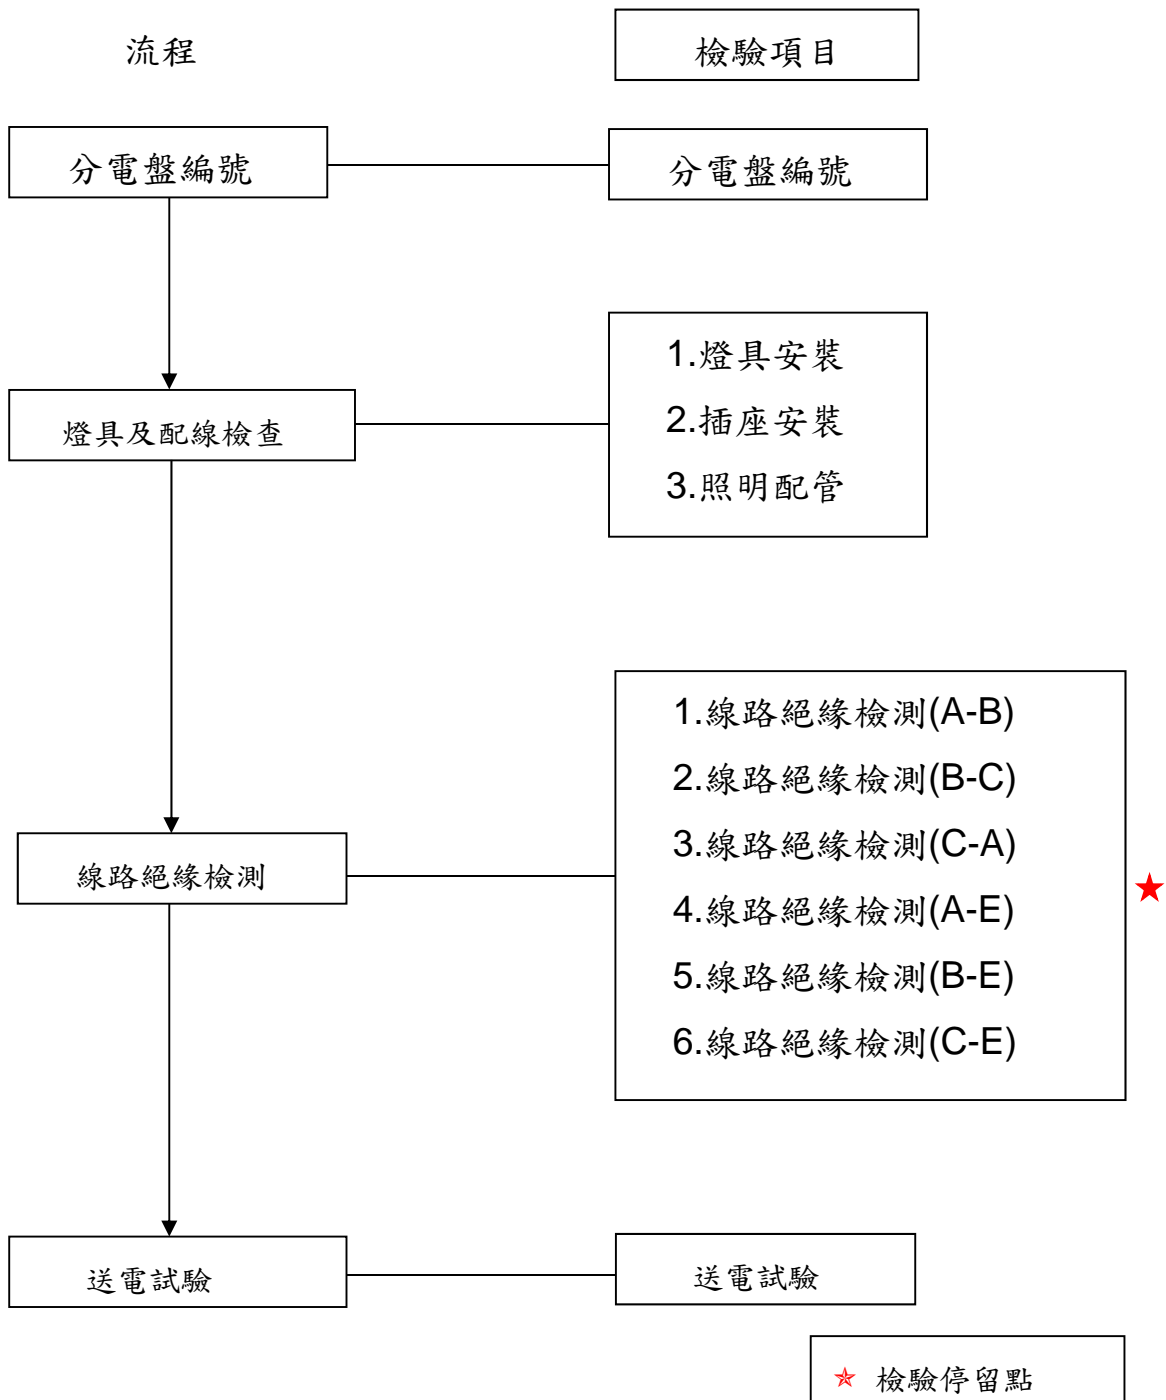 流程
檢驗項目
分電盤編號
分電盤編號
燈具及配線檢查
1.燈具安裝
2.插座安裝
3.照明配管
線路絕緣檢測
1.線路絕緣檢測(A-B)
2.線路絕緣檢測(B-C)
3.線路絕緣檢測(C-A)
4.線路絕緣檢測(A-E)
5.線路絕緣檢測(B-E)
6.線路絕緣檢測(C-E)
★
送電試驗
送電試驗
★ 檢驗停留點